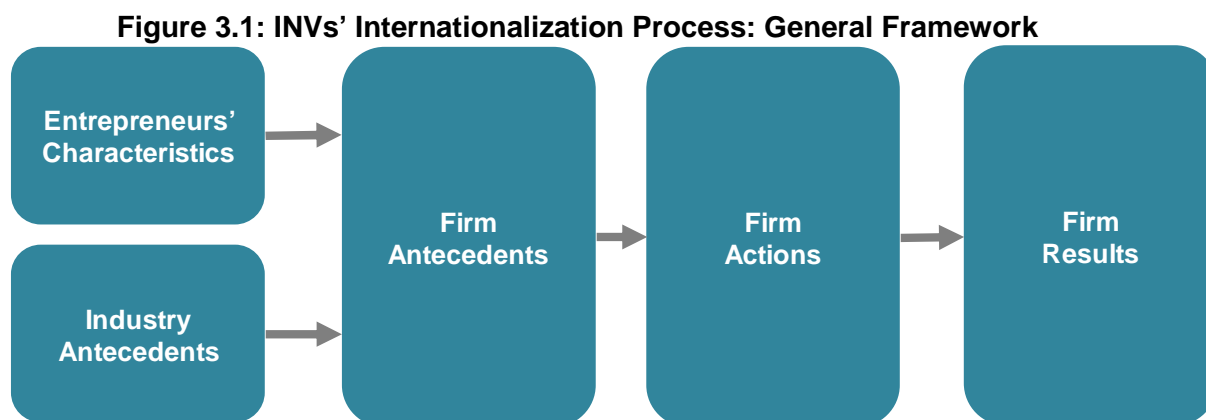 Figure 3.1: INVs’ Internationalization Process: General Framework
Entrepreneurs’
Characteristics
Industry
Antecedents
Firm
Antecedents
Firm
Actions
Firm
Results